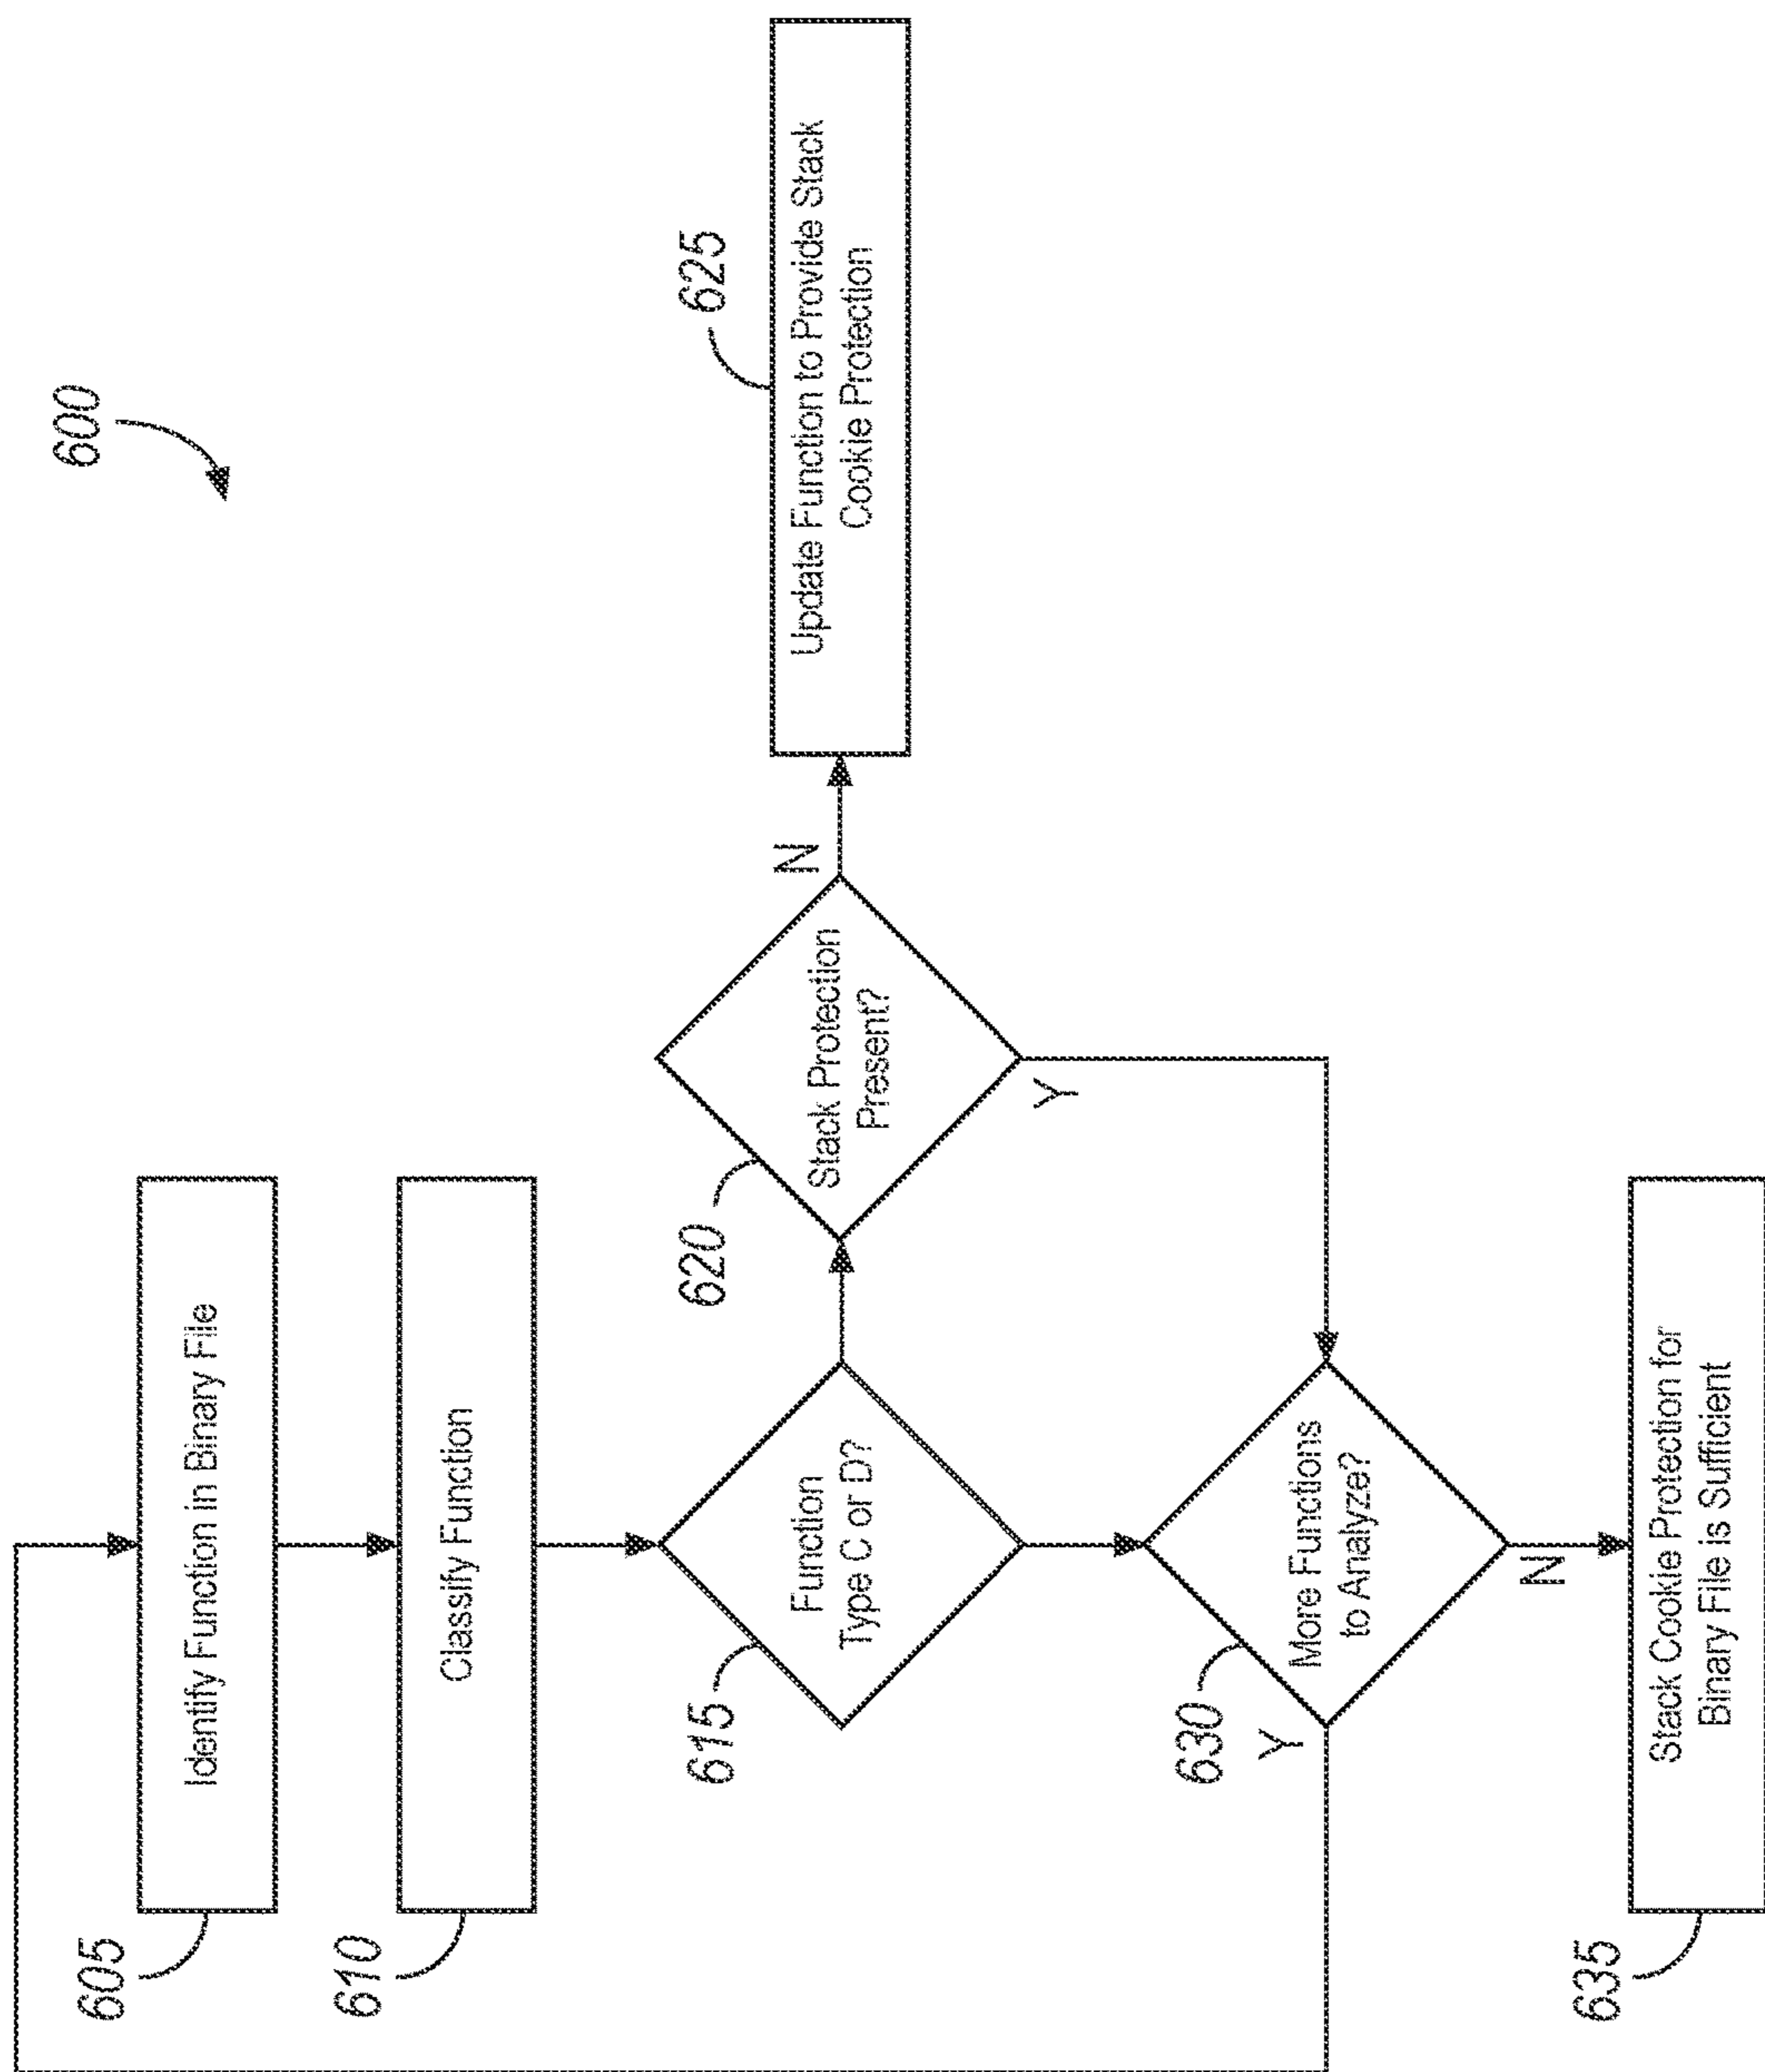 600
605
Identify Function in Binary File
610
Classify Function
615
Function
Type C or D?
620
Stack Protection
Present?
N
625
Update Function to Provide Stack
Cookie Protection
Y
630
More Functions
to Analyze?
Y
N
635
Stack Cookie Protection for
Binary File is Sufficient